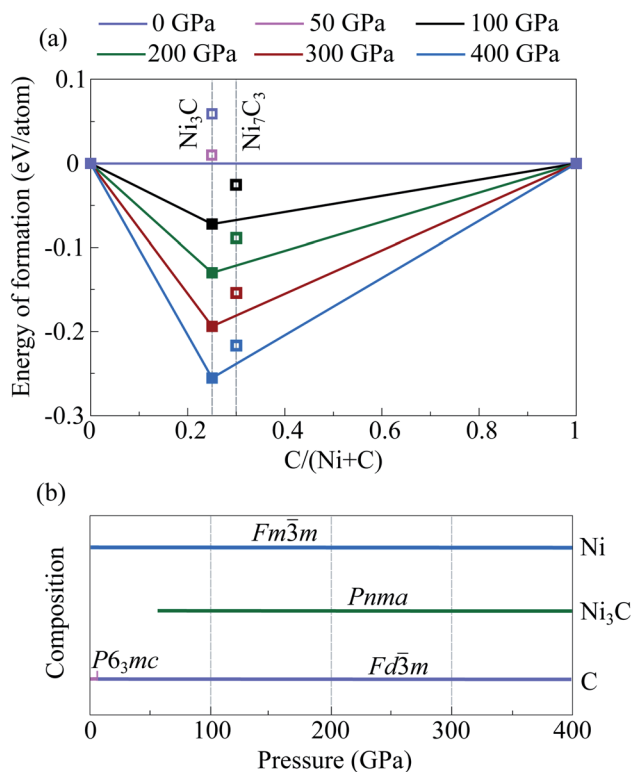 (a)
0 GPa 50 GPa 100 GPa
200 GPa 300 GPa 400 GPa
Energy of formation (eV/atom)
0.1
0
-0.1
-0.2
-0.3
Ni₃C
Ni₇C₃
0 0.2 0.4 0.6 0.8 1
C/(Ni+C)
(b)
Composition
Fm3̄m
Ni
Pnma
Ni₃C
P6₃mc
Fd3̄m
C
0 100 200 300 400
Pressure (GPa)